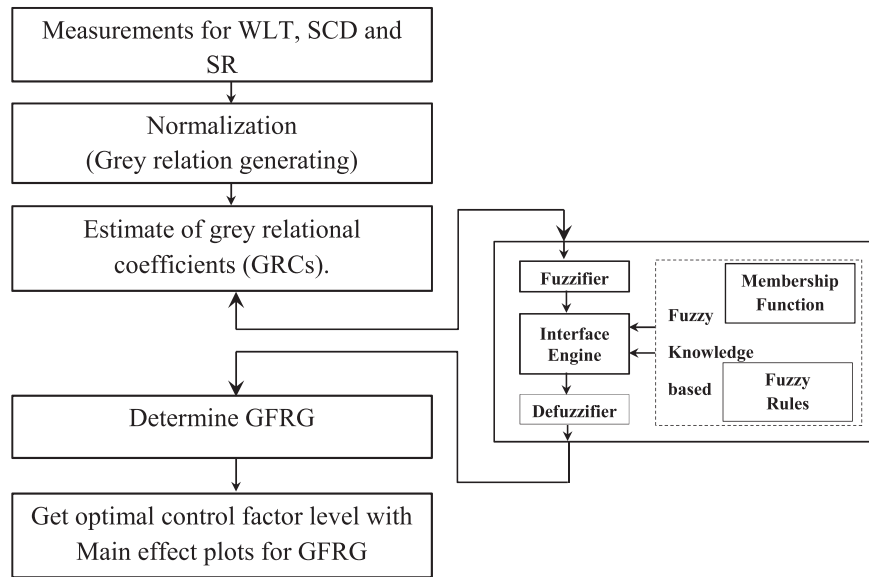 Measurements for WLT, SCD and
SR
Normalization
(Grey relation generating)
Estimate of grey relational
coefficients (GRCs).
Determine GFRG
Get optimal control factor level with
Main effect plots for GFRG
Fuzzifier
Interface
Engine
Defuzzifier
Membership
Function
Fuzzy
Knowledge
based
Fuzzy
Rules